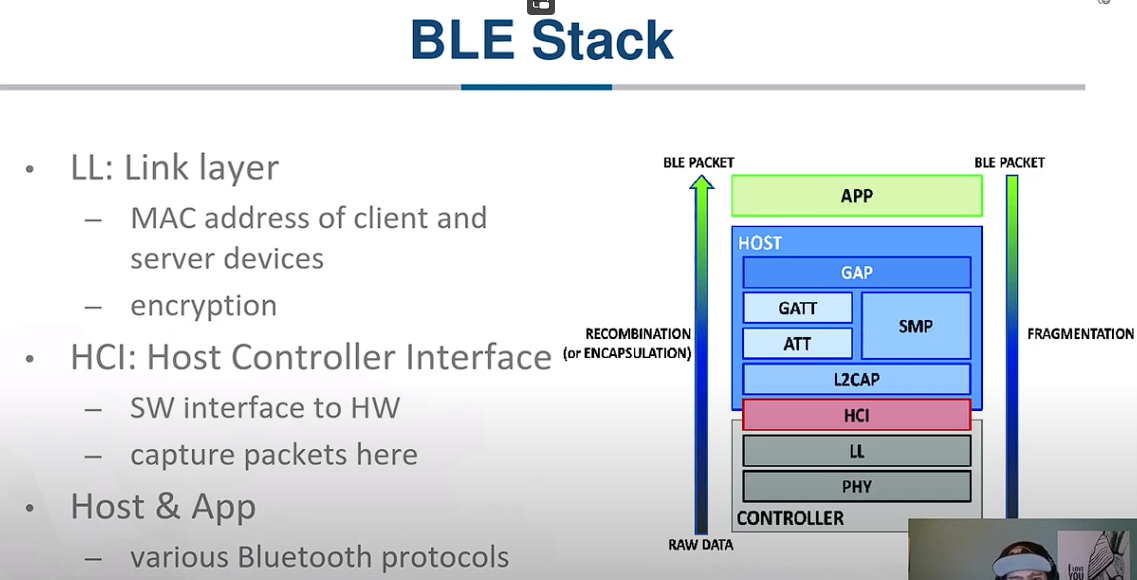 BLE Stack
• LL: Link layer
– MAC address of client and
server devices
– encryption
• HCI: Host Controller Interface
– SW interface to HW
– capture packets here
• Host & App
– various Bluetooth protocols
BLE PACKET
BLE PACKET
APP
HOST
GAP
GATT
SMP
ATT
L2CAP
HCI
LL
PHY
CONTROLLER
RECOMBINATION
(or ENCAPSULATION)
FRAGMENTATION
RAW DATA
I LOVE
YOU